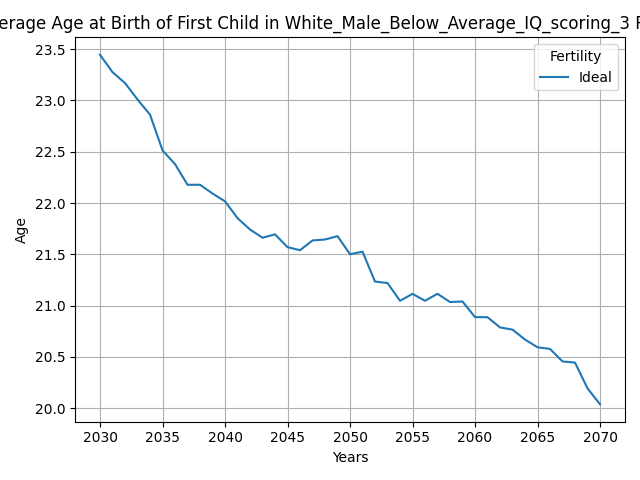 erage Age at Birth of First Child in White_Male_Below_Average_IQ_scoring_3
Fertility
Ideal
23.5
23.0
22.5
22.0
21.5
21.0
20.5
20.0
Age
2030 2035 2040 2045 2050 2055 2060 2065 2070
Years